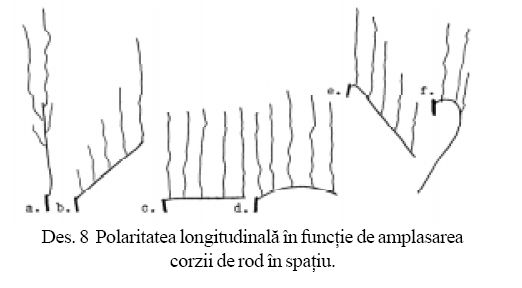 e.
f.
a.
b.
c.
d.
Des. 8 Polaritatea longitudinală în funcție de amplasarea
corzii de rod în spațiu.